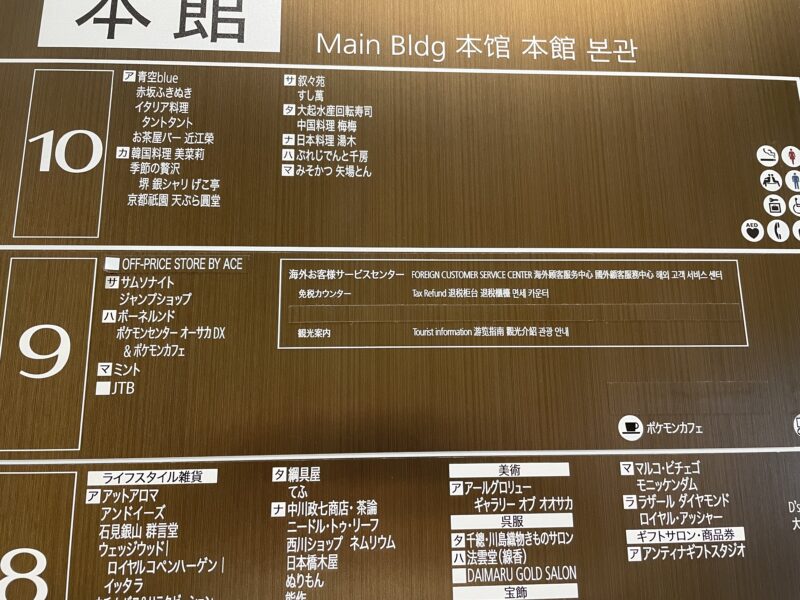 本館
Main Bldg 本馆 本館 본관
10
ア 青空blue
赤坂ふきぬき
イタリア料理
タントタント
お茶屋バー 近江榮
カ 韓国料理 美菜莉
季節の贅沢
堺 銀シャリ げこ亭
京都祇園 天ぷら圓堂
サ 叙々苑
すし萬
タ 大起水産回転寿司
中国料理 梅梅
ナ 日本料理 湯木
ハ ぷれじでんと千房
マ みそかつ 矢場とん
AED
9
OFF-PRICE STORE BY ACE
サ サムソナイト
ジャンプショップ
ハ ボーネルンド
ポケモンセンター オーサカDX
& ポケモンカフェ
マ ミント
JTB
海外お客様サービスセンター FOREIGN CUSTOMER SERVICE CENTER 海外顾客服务中心 國外顧客服務中心 해외 고객 서비스 센터
免税カウンター Tax Refund 退税柜台 退稅櫃檯 면세 카운터
観光案内 Tourist information 游览指南 觀光介紹 관광 안내
ポケモンカフェ
8
ライフスタイル雑貨
ア アットアロマ
アンドイーズ
石見銀山 群言堂
ウェッジウッド|
ロイヤルコペンハーゲン|
イッタラ
タ 綱具屋
てふ
ナ 中川政七商店・茶論
ニードル・トゥ・リーフ
西川ショップ ネムリウム
日本橋木屋
ぬりもん
能作
美術
ア アールグロリュー
ギャラリー オブ オオサカ
呉服
タ 千總・川島織物きものサロン
ハ 法雲堂(線香)
DAIMARU GOLD SALON
宝飾
マ マルコ・ビチェゴ
モニッケンダム
ラ ラザール ダイヤモンド
ロイヤル・アッシャー
ギフトサロン・商品券
ア アンティナギフトスタジオ
D's
大